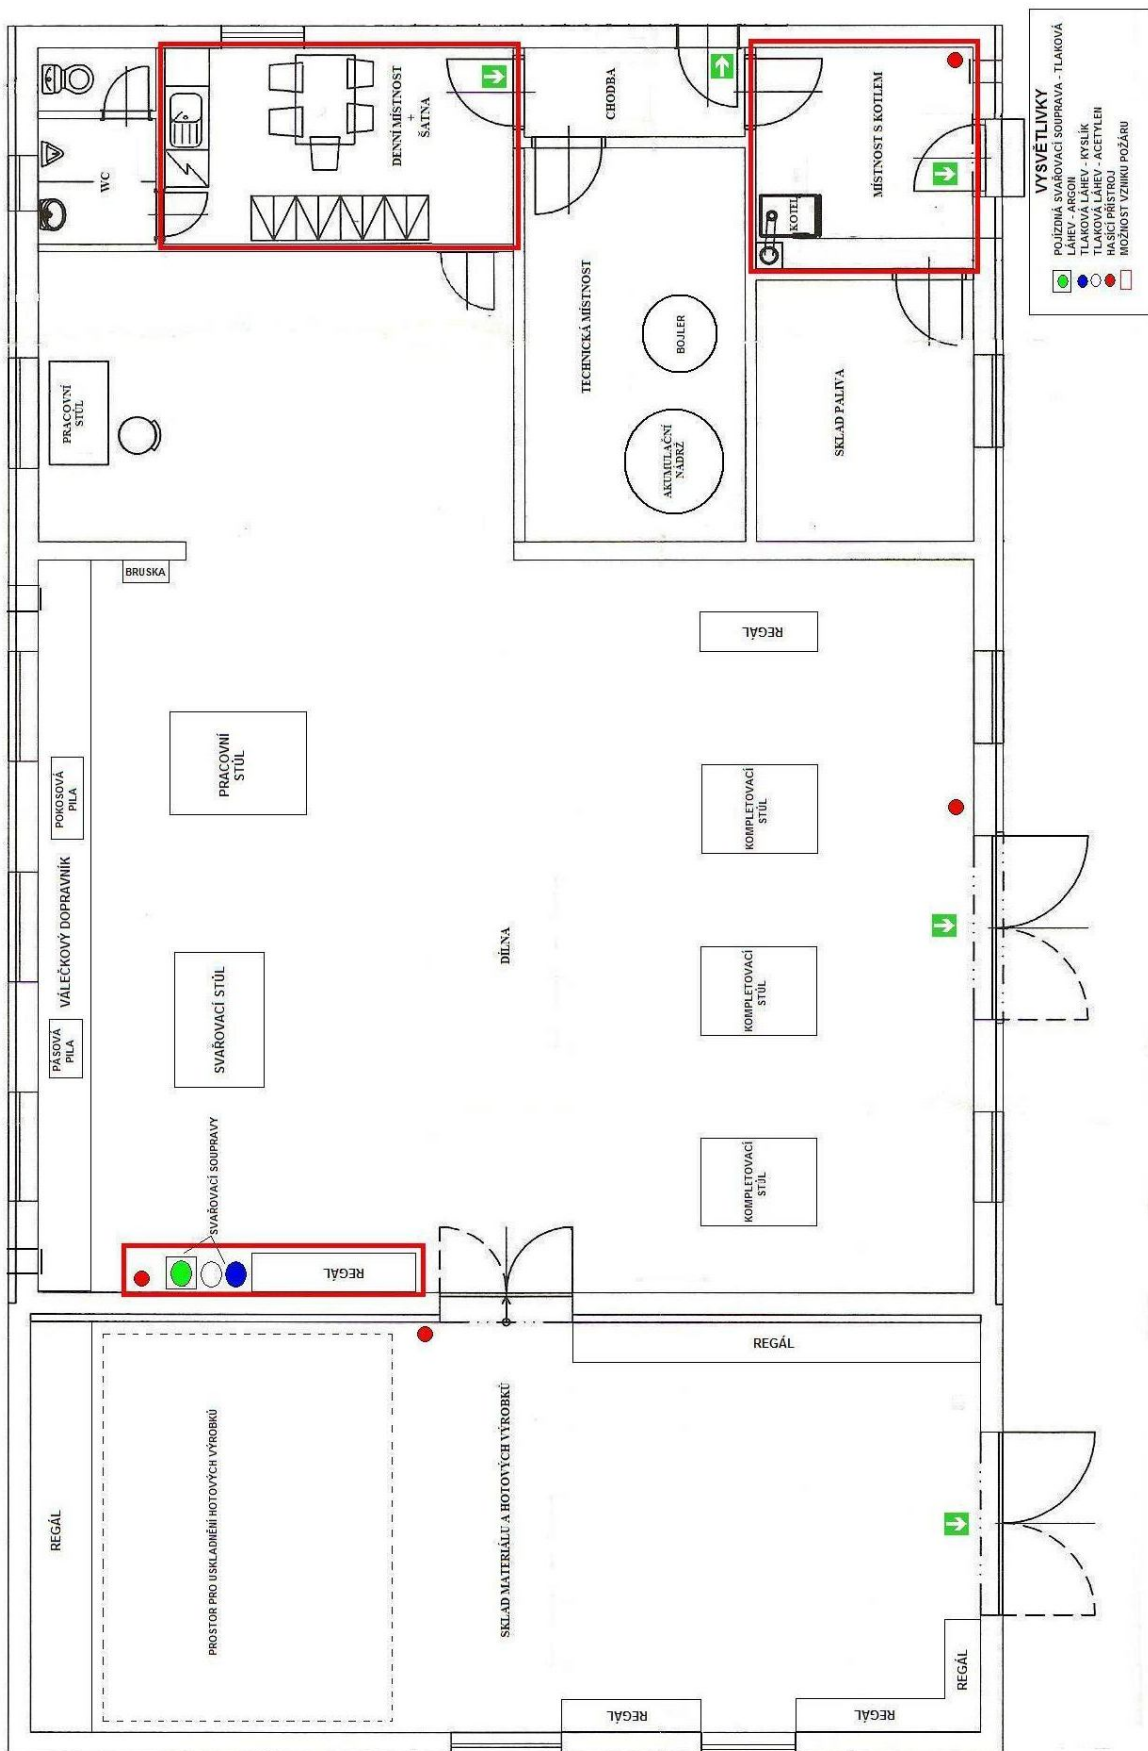 VYSVĚTLIVKY
POJÍZDNÁ SVAŘOVACÍ SOUPRAVA - TLAKOVÁ
LÁHEV - ARGON
TLAKOVÁ LÁHEV - KYSLÍK
TLAKOVÁ LÁHEV - ACETYLEN
HASÍCÍ PŘÍSTROJ
MOŽNOST VZNIKU POŽÁRU
WC
DENNÍ MÍSTNOST
+
ŠATNA
CHODBA
MÍSTNOST S KOTLEM
KOTEL
PRACOVNÍ
STŮL
TECHNICKÁ MÍSTNOST
BOJLER
AKUMULAČNÍ
NÁDRŽ
SKLAD PALIVA
BRUSKA
REGÁL
POKOSOVÁ
PILA
VÁLEČKOVÝ DOPRAVNÍK
PÁSOVÁ
PILA
PRACOVNÍ
STŮL
SVAŘOVACÍ STŮL
DÍLNA
KOMPLETOVACÍ
STŮL
KOMPLETOVACÍ
STŮL
KOMPLETOVACÍ
STŮL
SVAŘOVACÍ SOUPRAVY
REGÁL
REGÁL
REGÁL
PROSTOR PRO USKLADNĚNÍ HOTOVÝCH VÝROBKŮ
SKLAD MATERIÁLU A HOTOVÝCH VÝROBKŮ
REGÁL
REGÁL
REGÁL